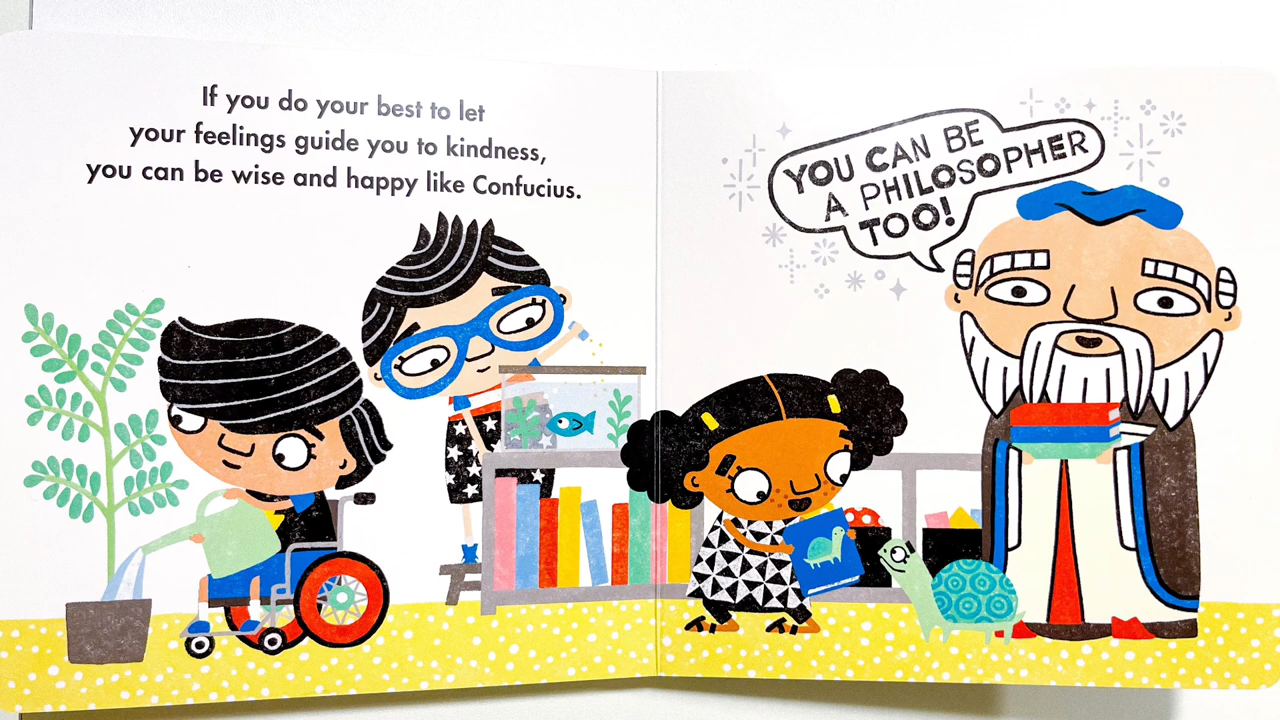 If you do your best to let
your feelings guide you to kindness,
you can be wise and happy like Confucius.
YOU CAN BE
A PHILOSOPHER
TOO!